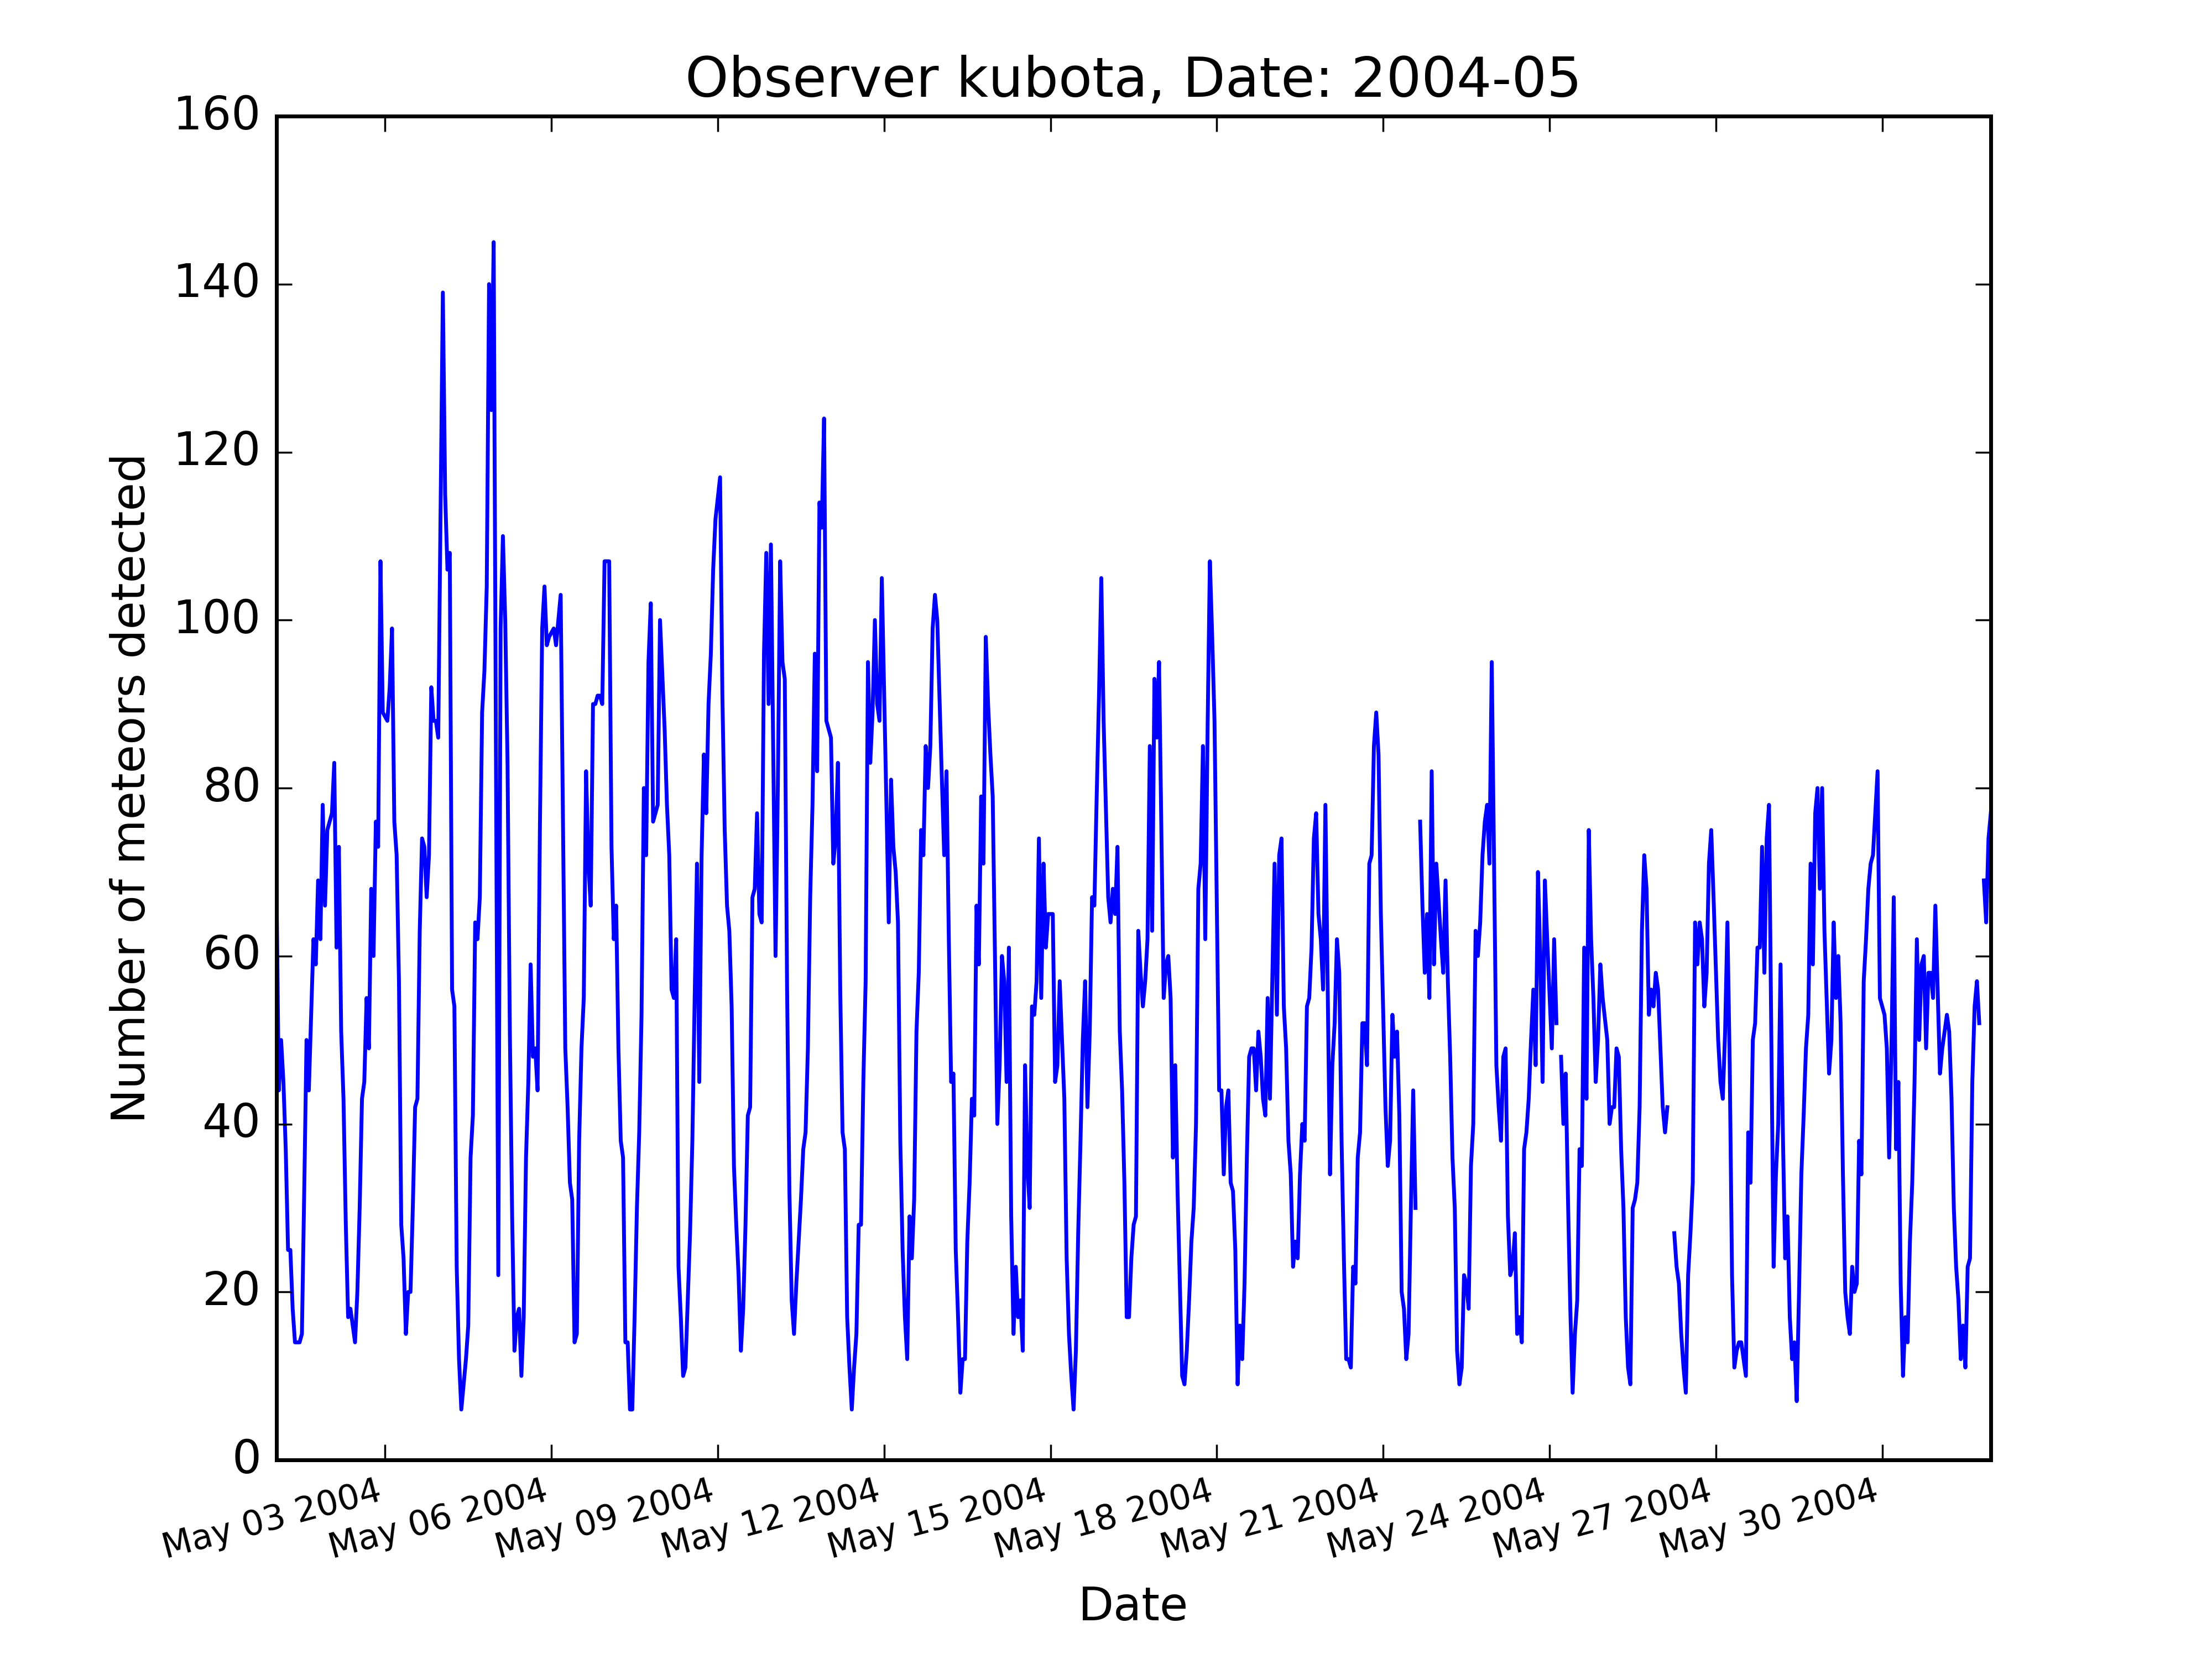 Observer kubota, Date: 2004-05
160
140
120
100
80
60
40
20
0
Number of meteors detected
May 03 2004
May 06 2004
May 09 2004
May 12 2004
May 15 2004
May 18 2004
May 21 2004
May 24 2004
May 27 2004
May 30 2004
Date